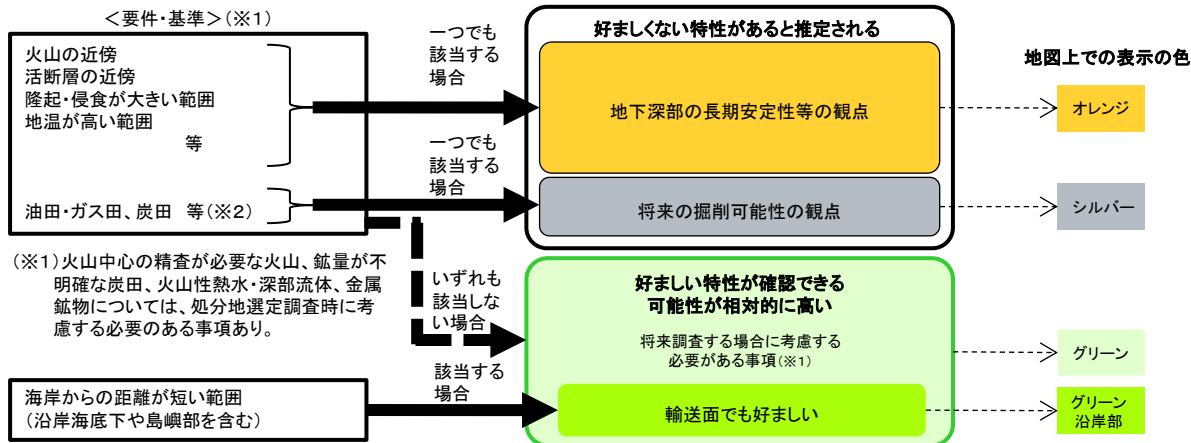 ＜要件・基準＞(※1)
火山の近傍
活断層の近傍
隆起・侵食が大きい範囲
地温が高い範囲
等
油田・ガス田、炭田 等(※2)
(※1)火山中心の精査が必要な火山、鉱量が不
明確な炭田、火山性熱水・深部流体、金属
鉱物については、処分地選定調査時に考
慮する必要のある事項あり。
海岸からの距離が短い範囲
(沿岸海底下や島嶼部を含む)
一つでも
該当する
場合
一つでも
該当する
場合
いずれも
該当しな
い場合
該当する
場合
好ましくない特性があると推定される
地下深部の長期安定性等の観点
将来の掘削可能性の観点
好ましい特性が確認できる
可能性が相対的に高い
将来調査する場合に考慮する
必要がある事項(※1)
輸送面でも好ましい
地図上での表示の色
オレンジ
シルバー
グリーン
グリーン
沿岸部